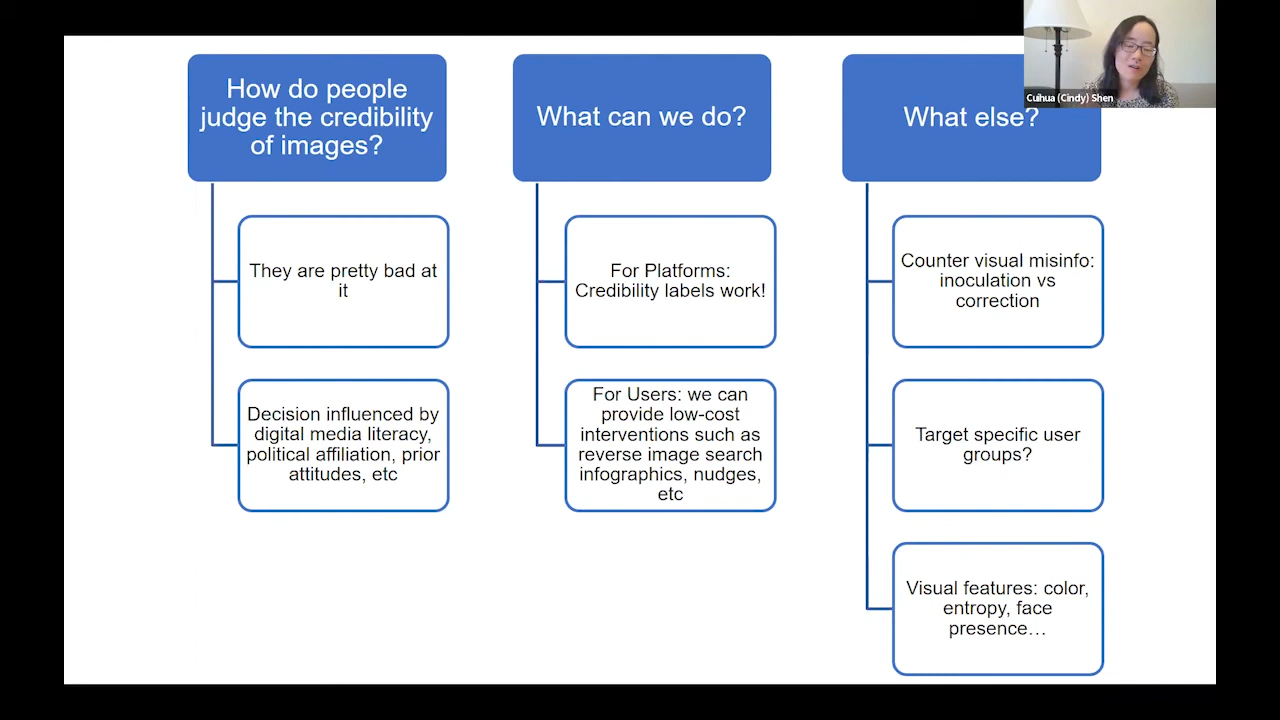 How do people
judge the credibility
of images?
They are pretty bad at
it
Decision influenced by
digital media literacy,
political affiliation, prior
attitudes, etc
What can we do?
For Platforms:
Credibility labels work!
For Users: we can
provide low-cost
interventions such as
reverse image search
infographics, nudges,
etc
What else?
Counter visual misinfo:
inoculation vs
correction
Target specific user
groups?
Visual features: color,
entropy, face
presence…
Cuihua (Cindy) Shen